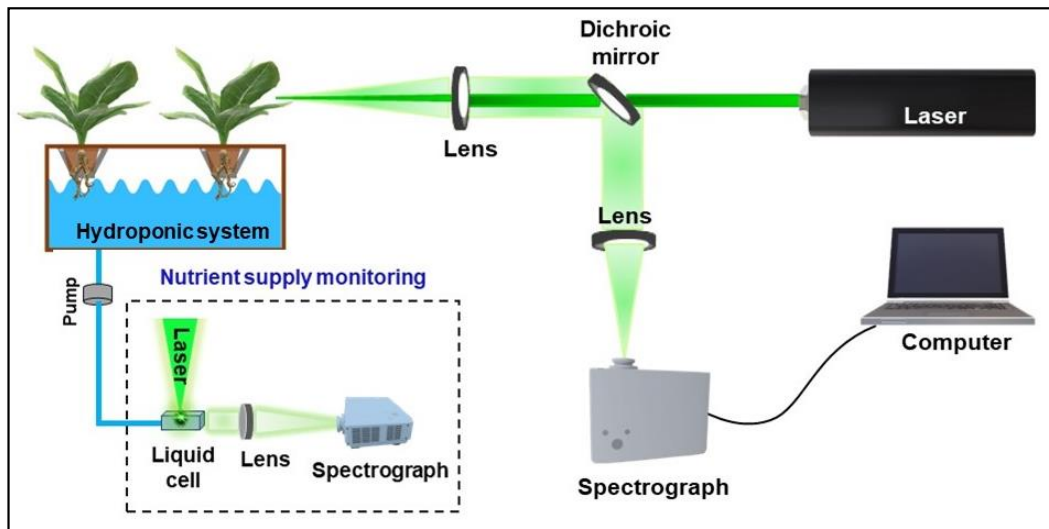 Dichroic
mirror
Laser
Lens
Lens
Hydroponic system
Nutrient supply monitoring
Pump
Laser
Computer
Liquid
cell
Lens
Spectrograph
Spectrograph